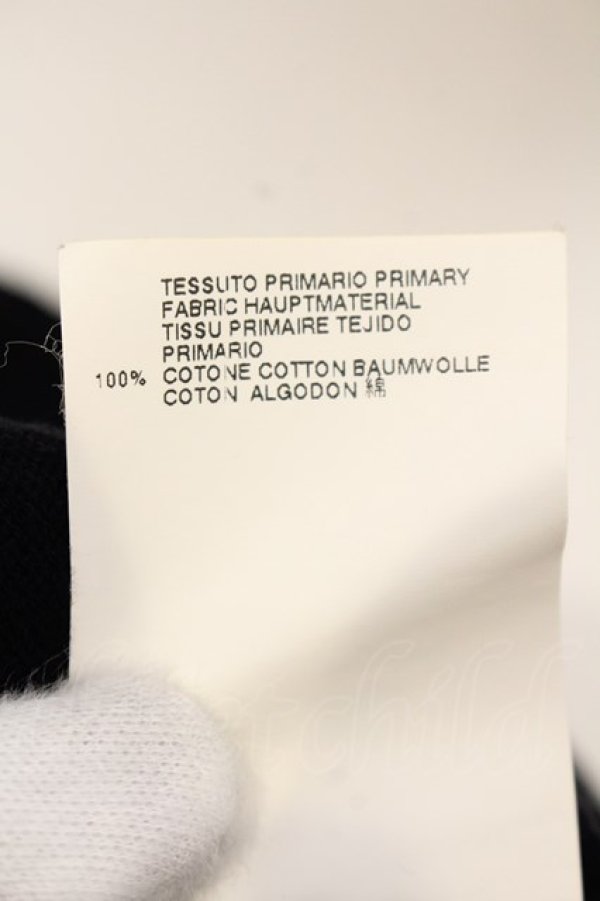 TESSUTO PRIMARIO PRIMARY
FABRIC HAUPTMATERIAL
TISSU PRIMAIRE TEJIDO
PRIMARIO
100% COTONE COTTON BAUMWOLLE
COTON ALGODON 綿